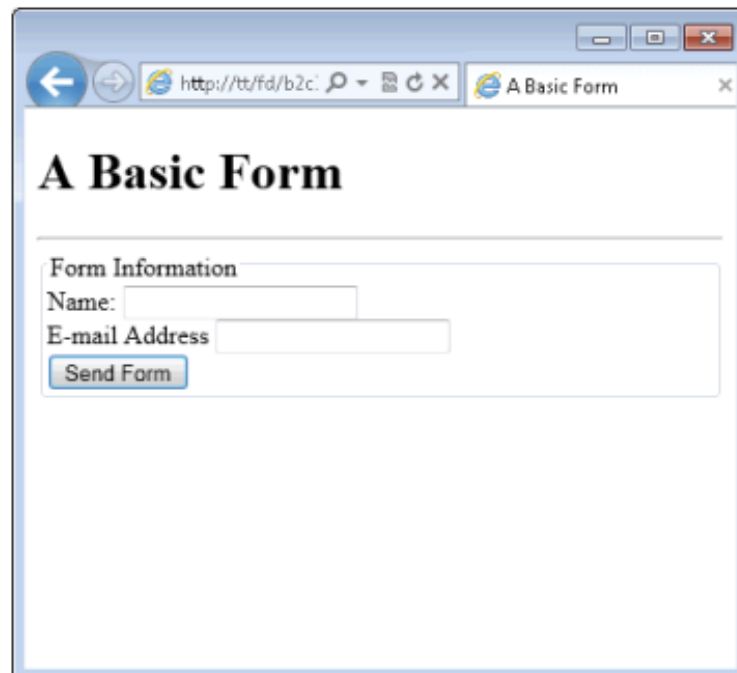 http://tt/fd/b2c
A Basic Form
A Basic Form
Form Information
Name:
E-mail Address
Send Form